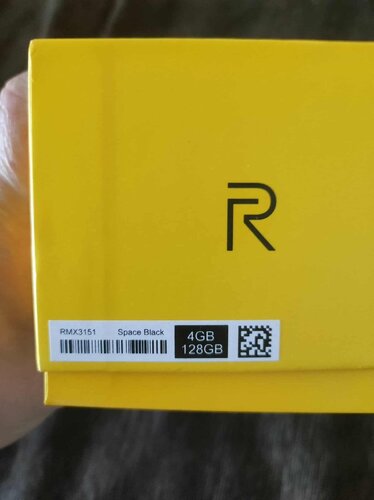 R
RMX3151 Space Black
4GB
128GB